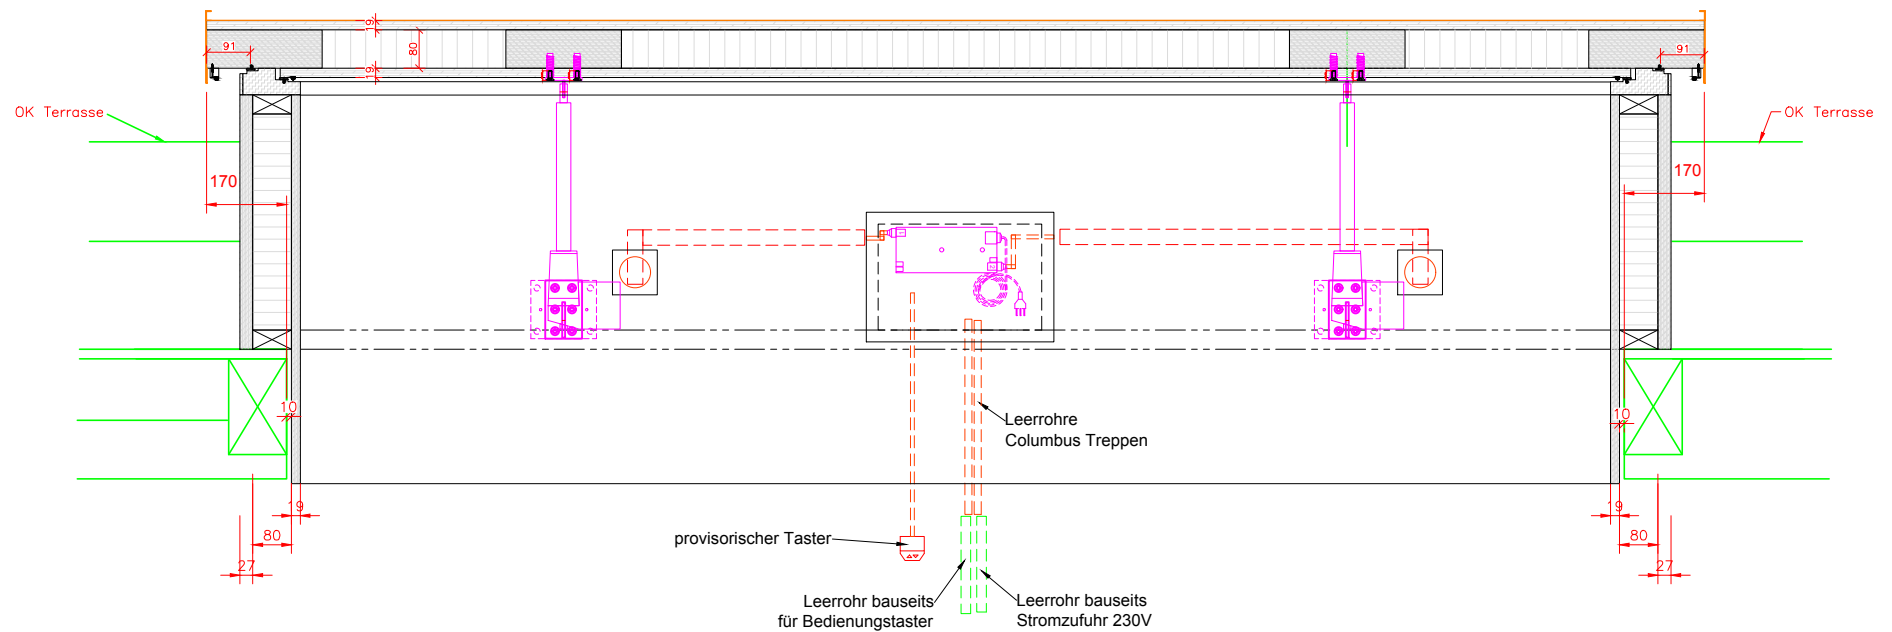 19
91
80
91
19
OK Terrasse
OK Terrasse
170
170
10
10
Leerrohre
Columbus Treppen
19
19
80
80
provisorischer Taster
27
27
Leerrohr bauseits
für Bedienungstaster
Leerrohr bauseits
Stromzufuhr 230V